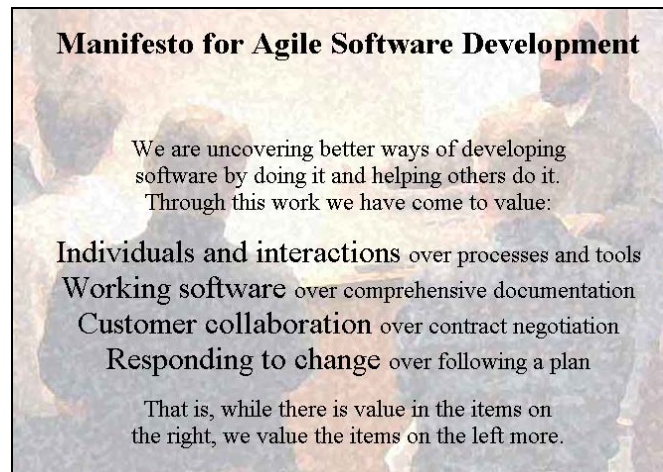 Manifesto for Agile Software Development
We are uncovering better ways of developing
software by doing it and helping others do it.
Through this work we have come to value:
Individuals and interactions over processes and tools
Working software over comprehensive documentation
Customer collaboration over contract negotiation
Responding to change over following a plan
That is, while there is value in the items on
the right, we value the items on the left more.